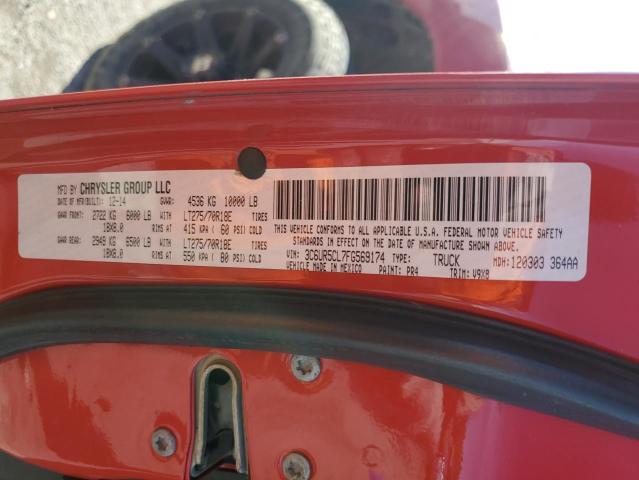 MFD BY CHRYSLER GROUP LLC
DATE OF MFR(BUILT): 12-14 GVWR: 4536 KG 10000 LB
GAWR FRONT: 2722 KG 6000 LB WITH LT275/70R18E TIRES
18X8.0 RIMS AT 415 KPA ( 60 PSI) COLD
GAWR REAR: 2949 KG 6500 LB WITH LT275/70R18E TIRES
18X8.0 RIMS AT 550 KPA ( 80 PSI) COLD
THIS VEHICLE CONFORMS TO ALL APPLICABLE U.S.A. FEDERAL MOTOR VEHICLE SAFETY
STANDARDS IN EFFECT ON THE DATE OF MANUFACTURE SHOWN ABOVE.
VIN: 3C6UR5CL7FG569174 TYPE: TRUCK MDH: 120303 364AA
VEHICLE MADE IN MEXICO PAINT: PR4 TRIM: V9X8